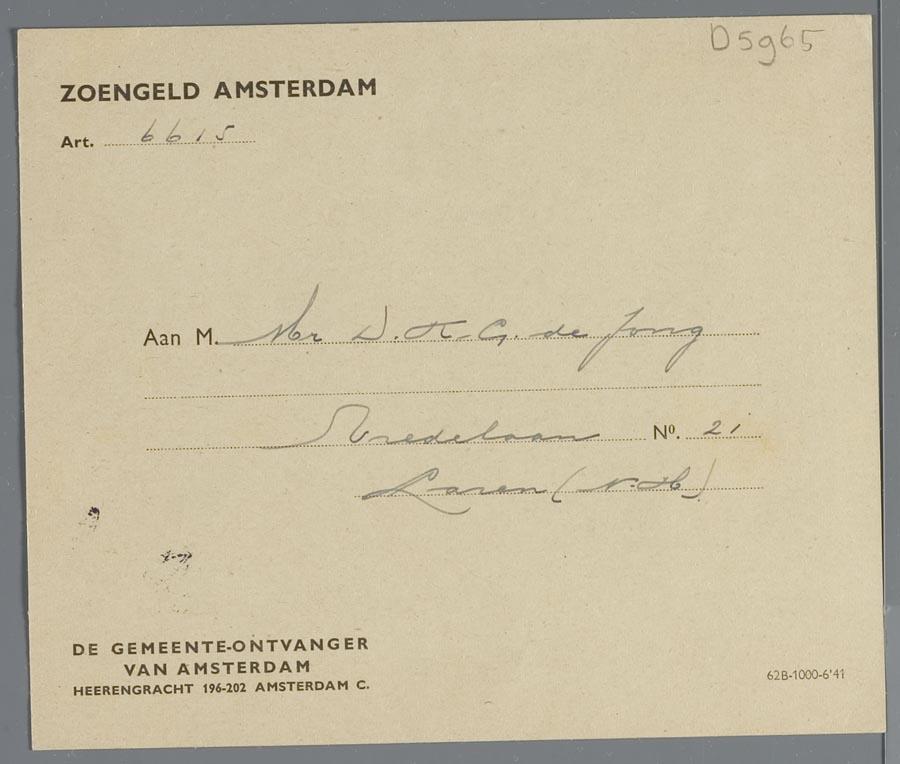 D5965
ZOENGELD AMSTERDAM
Art. 6615
Aan M. Mr D. K. G. de Jong
Vredelaan No. 21
Laren (N-H)
DE GEMEENTE-ONTVANGER
VAN AMSTERDAM
HEERENGRACHT 196-202 AMSTERDAM C.
62B-1000-6'41